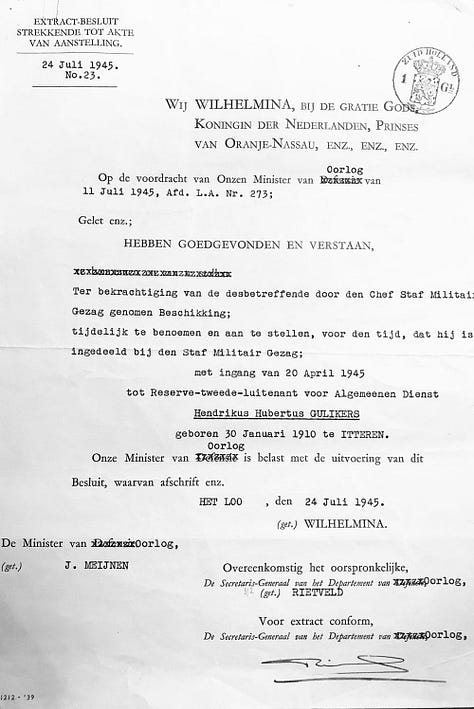 EXTRACT-BESLUIT
STREKKENDE TOT AKTE
VAN AANSTELLING.
24 Juli 1945.
No.23.
ZUID HOLLAND
1 Gl
Wij WILHELMINA, bij de gratie Gods,
Koningin der Nederlanden, Prinses
van Oranje-Nassau, enz., enz., enz.
Oorlog
Op de voordracht van Onzen Minister van van
11 Juli 1945, Afd. L.A. Nr. 273;
Gelet enz.;
HEBBEN GOEDGEVONDEN EN VERSTAAN,
Ter bekrachtiging van de desbetreffende door den Chef Staf Militai
Gezag genomen Beschikking;
tijdelijk te benoemen en aan te stellen, voor den tijd, dat hij is
ingedeeld bij den Staf Militair Gezag;
met ingang van 20 April 1945
tot Reserve-tweede-luitenant voor Algemeenen Dienst
Hendrikus Hubertus GULIKERS
geboren 30 Januari 1910 te ITTEREN.
Oorlog
Onze Minister van Defensie is belast met de uitvoering van dit
Besluit, waarvan afschrift enz.
HET LOO , den 24 Juli 1945.
(get.) WILHELMINA.
De Minister van Oorlog,
(get.) J. MEIJNEN
Overeenkomstig het oorspronkelijke,
De Secretaris-Generaal van het Departement van Oorlog,
(get.) RIETVELD
Voor extract conform,
De Secretaris-Generaal van het Departement van Oorlog,
1212 - '39